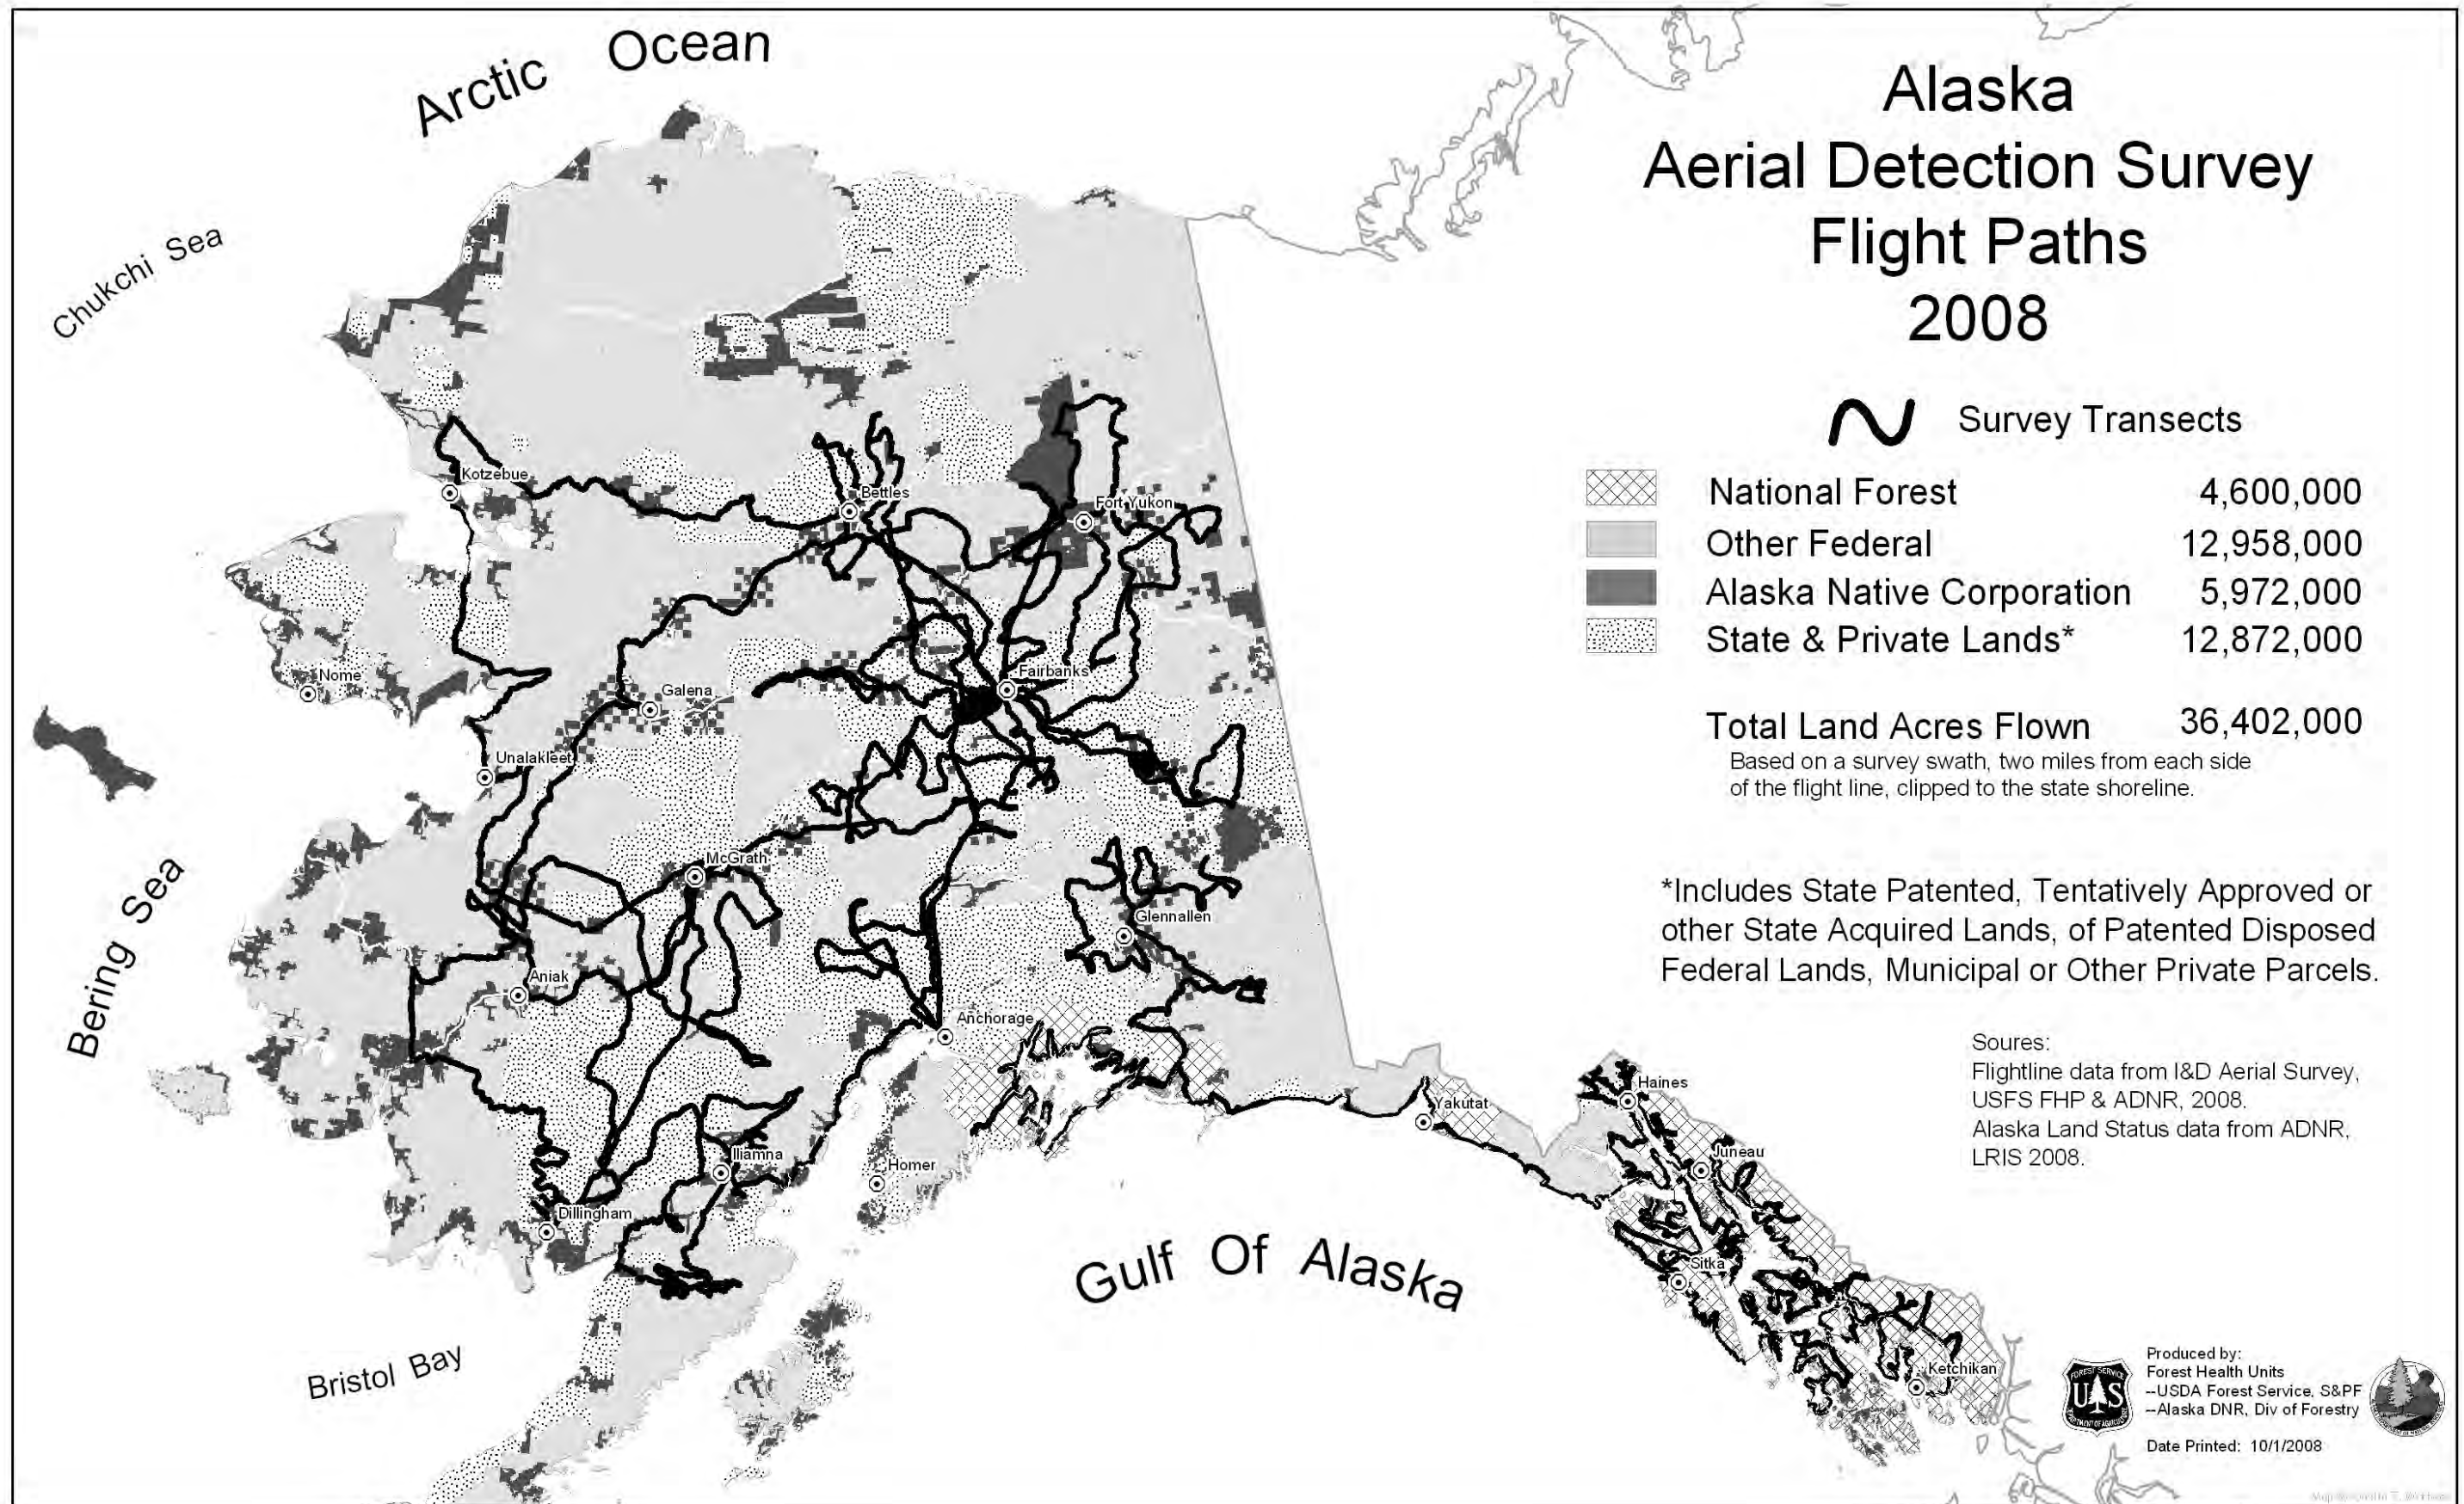 Arctic Ocean
Chukchi Sea
Alaska
Aerial Detection Survey
Flight Paths
2008
Survey Transects
National Forest 4,600,000
Other Federal 12,958,000
Alaska Native Corporation 5,972,000
State & Private Lands* 12,872,000
Total Land Acres Flown 36,402,000
Based on a survey swath, two miles from each side
of the flight line, clipped to the state shoreline.
*Includes State Patented, Tentatively Approved or
other State Acquired Lands, of Patented Disposed
Federal Lands, Municipal or Other Private Parcels.
Soures:
Flightline data from I&D Aerial Survey,
USFS FHP & ADNR, 2008.
Alaska Land Status data from ADNR,
LRIS 2008.
Kotzebue
Bettles
Fort Yukon
Nome
Galena
Fairbanks
Unalakleet
McGrath
Glennallen
Aniak
Anchorage
Bering Sea
Haines
Yakutat
Juneau
Iliamna
Homer
Dillingham
Sitka
Gulf Of Alaska
Bristol Bay
Ketchikan
FOREST SERVICE
U S
DEPARTMENT OF AGRICULTURE
Produced by:
Forest Health Units
--USDA Forest Service, S&PF
--Alaska DNR, Div of Forestry
Date Printed: 10/1/2008